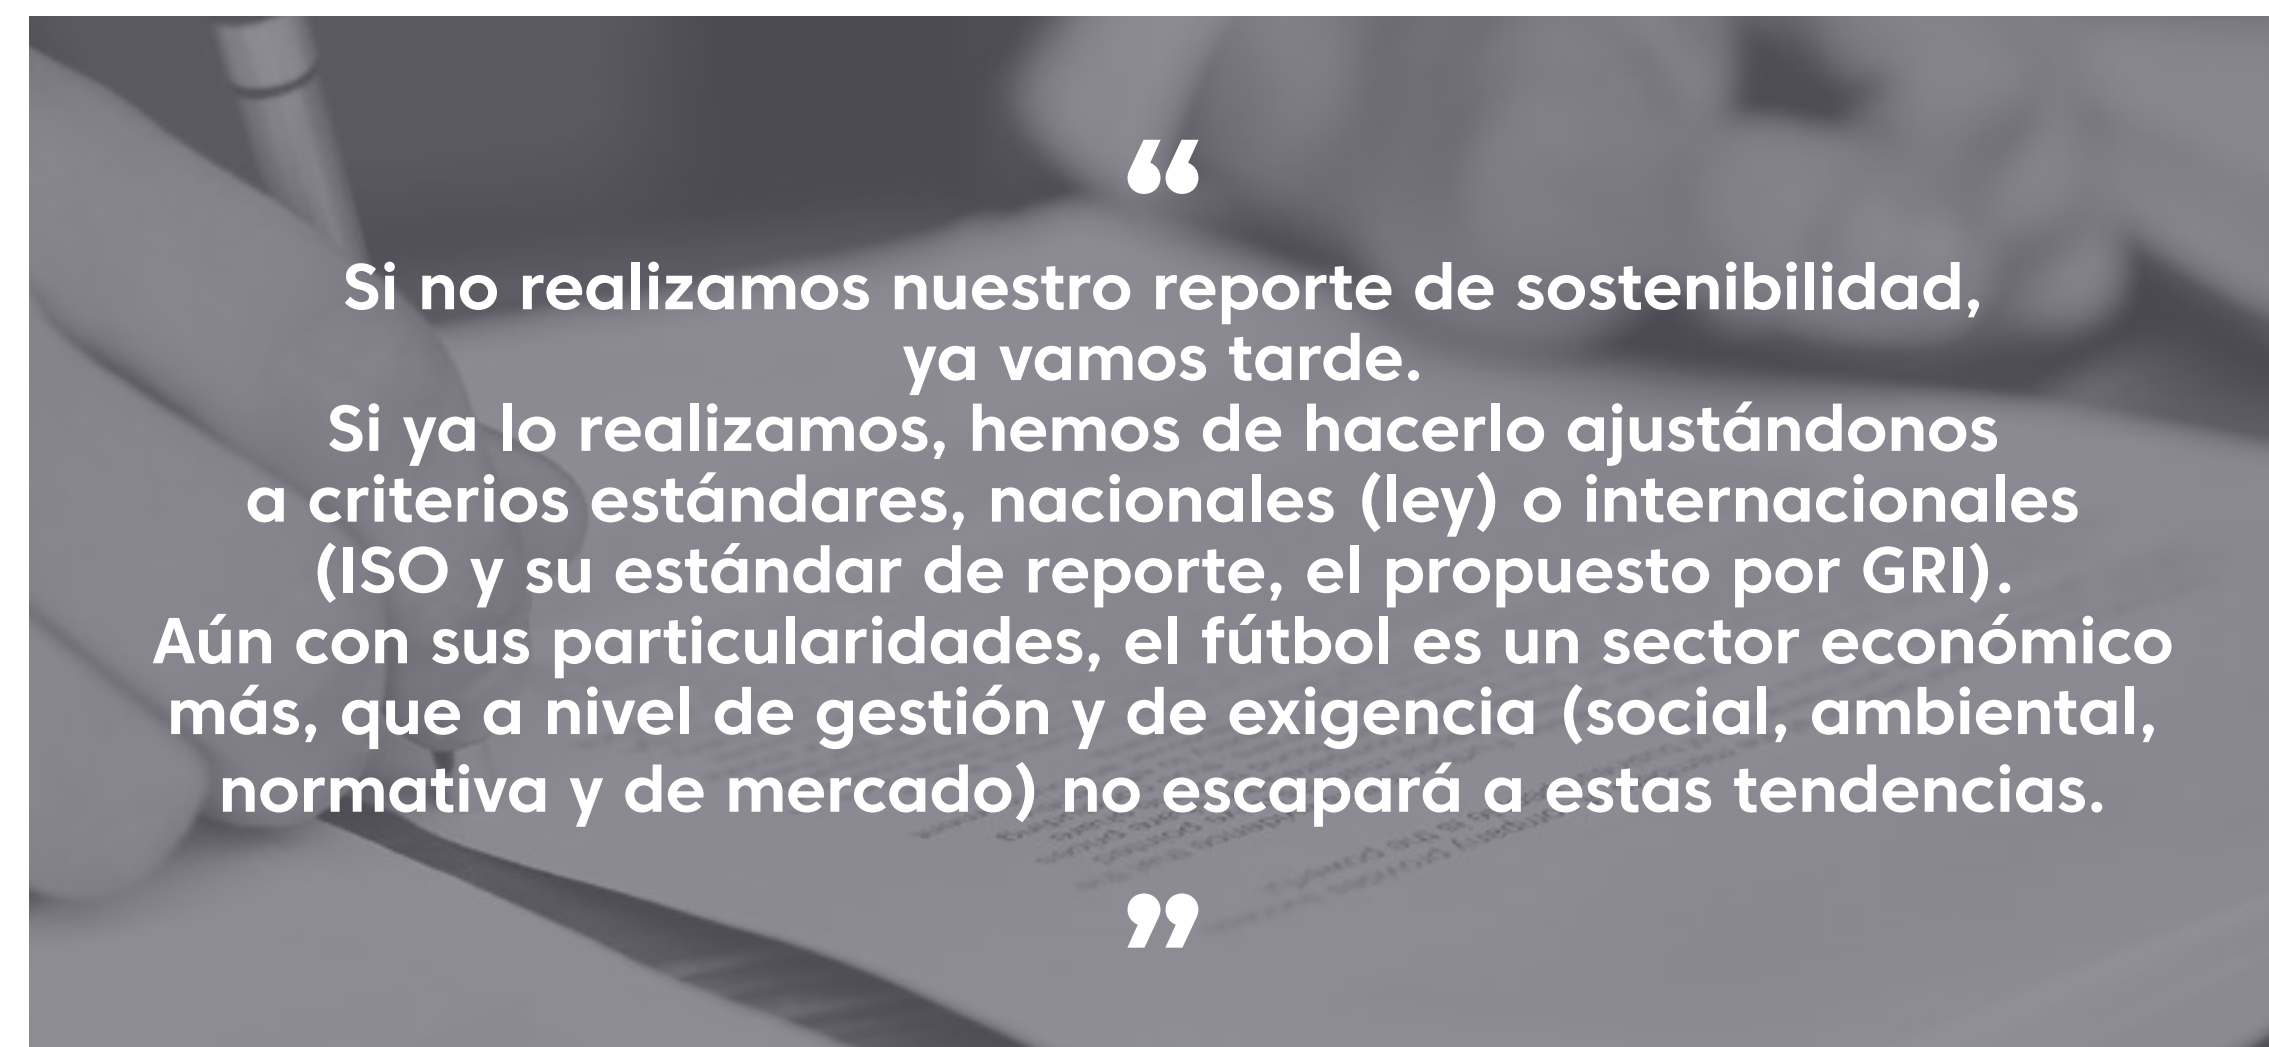 “
Si no realizamos nuestro reporte de sostenibilidad,
ya vamos tarde.
Si ya lo realizamos, hemos de hacerlo ajustándonos
a criterios estándares, nacionales (ley) o internacionales
(ISO y su estándar de reporte, el propuesto por GRI).
Aún con sus particularidades, el fútbol es un sector económico
más, que a nivel de gestión y de exigencia (social, ambiental,
normativa y de mercado) no escapará a estas tendencias.
”